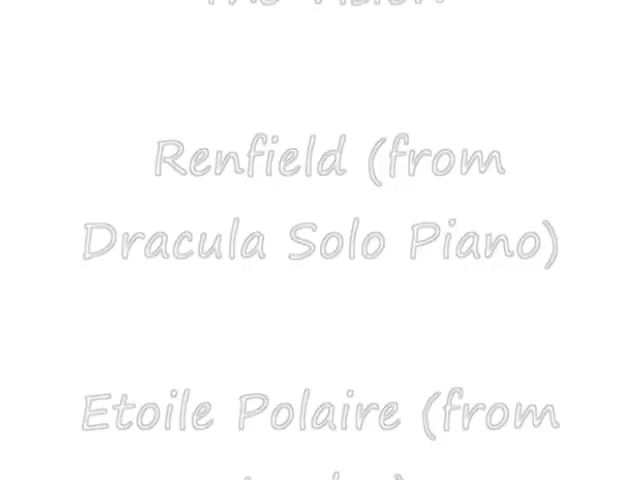 Renfield (from
Dracula Solo Piano)
Etoile Polaire (from